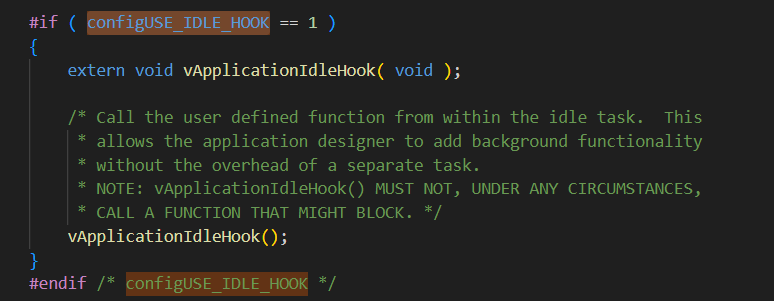 #if ( configUSE_IDLE_HOOK == 1 )
{
    extern void vApplicationIdleHook( void );

    /* Call the user defined function from within the idle task.  This
     * allows the application designer to add background functionality
     * without the overhead of a separate task.
     * NOTE: vApplicationIdleHook() MUST NOT, UNDER ANY CIRCUMSTANCES,
     * CALL A FUNCTION THAT MIGHT BLOCK. */
    vApplicationIdleHook();
}
#endif /* configUSE_IDLE_HOOK */